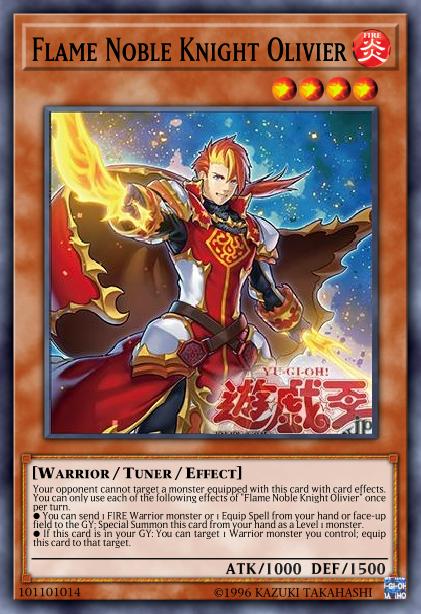 FLAME NOBLE KNIGHT OLIVIER
FIRE
炎
YU-GI-OH!
遊戯王.jp
[WARRIOR / TUNER / EFFECT]
Your opponent cannot target a monster equipped with this card with card effects.
You can only use each of the following effects of "Flame Noble Knight Olivier" once
per turn.
● You can send 1 FIRE Warrior monster or 1 Equip Spell from your hand or face-up
field to the GY; Special Summon this card from your hand as a Level 1 monster.
● If this card is in your GY: You can target 1 Warrior monster you control; equip
this card to that target.
ATK/1000 DEF/1500
101101014
©1996 KAZUKI TAKAHASHI